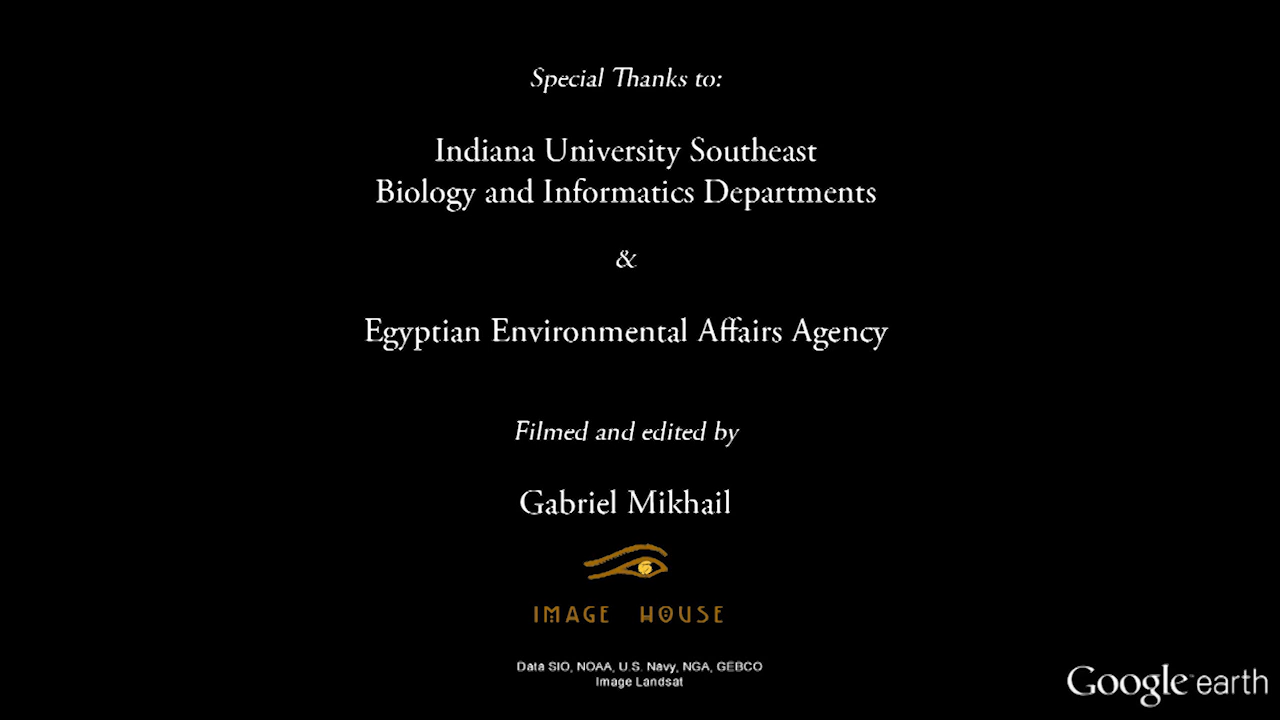 Special Thanks to:
Indiana University Southeast
Biology and Informatics Departments
&
Egyptian Environmental Affairs Agency
Filmed and edited by
Gabriel Mikhail
IMAGE HOUSE
Data SIO, NOAA, U.S. Navy, NGA, GEBCO
Image Landsat
Google earth